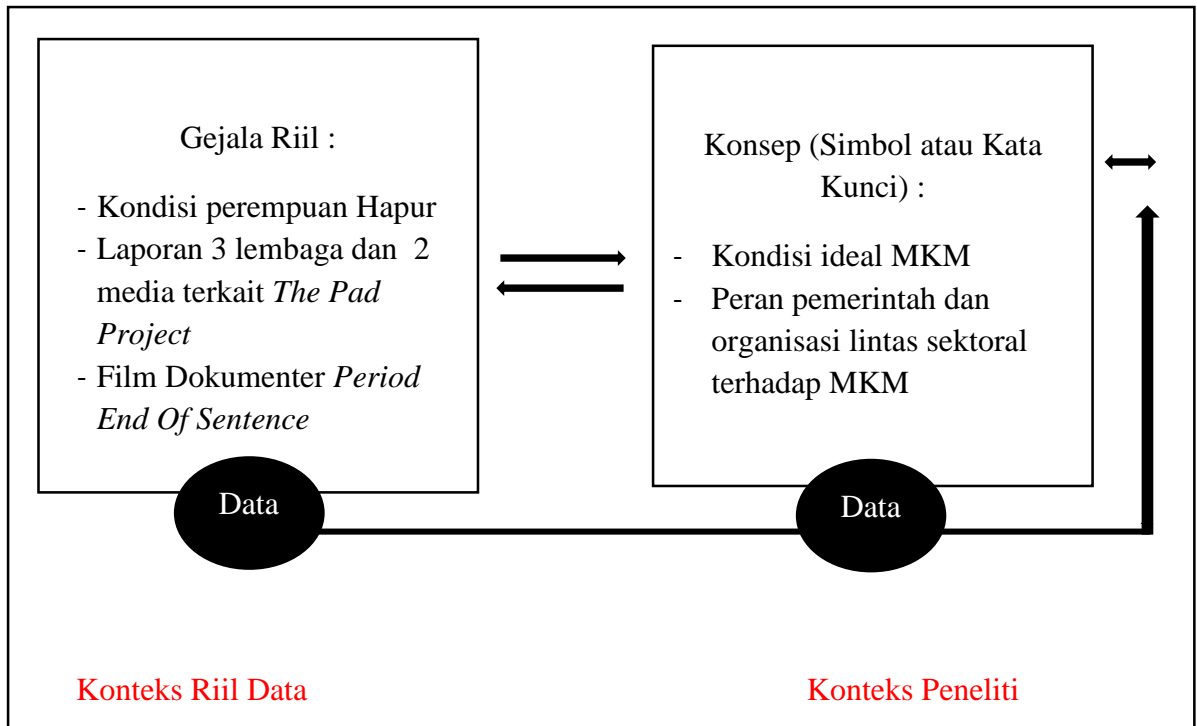 Gejala Riil :
- Kondisi perempuan Hapur
- Laporan 3 lembaga dan 2
media terkait The Pad
Project
- Film Dokumenter Period
End Of Sentence
Data
Konsep (Simbol atau Kata
Kunci) :
- Kondisi ideal MKM
- Peran pemerintah dan
organisasi lintas sektoral
terhadap MKM
Data
Konteks Riil Data
Konteks Peneliti